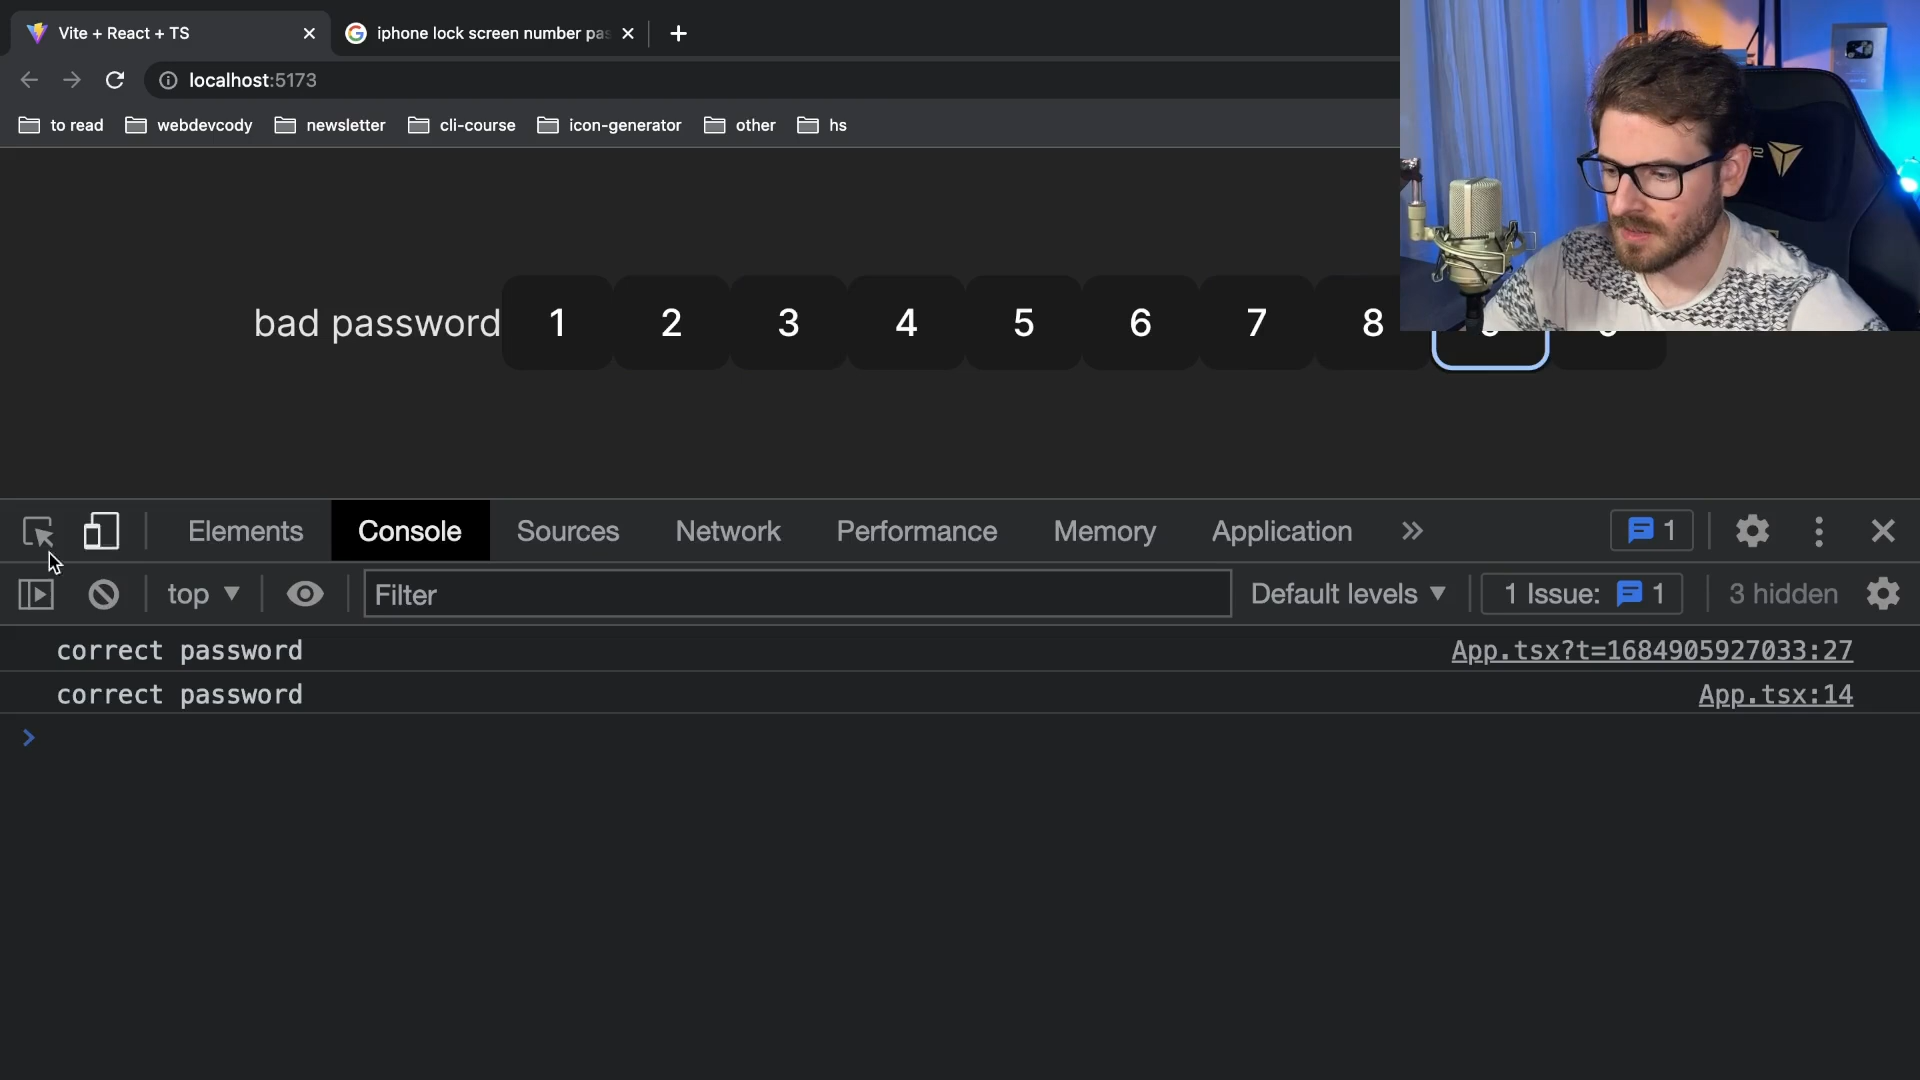 Vite + React + TS
iphone lock screen number pas
localhost:5173
to read webdevcody newsletter cli-course icon-generator other hs
bad password 1 2 3 4 5 6 7 8
Elements Console Sources Network Performance Memory Application 1
top Filter Default levels 1 Issue: 1 3 hidden
correct password App.tsx?t=1684905927033:27
correct password App.tsx:14